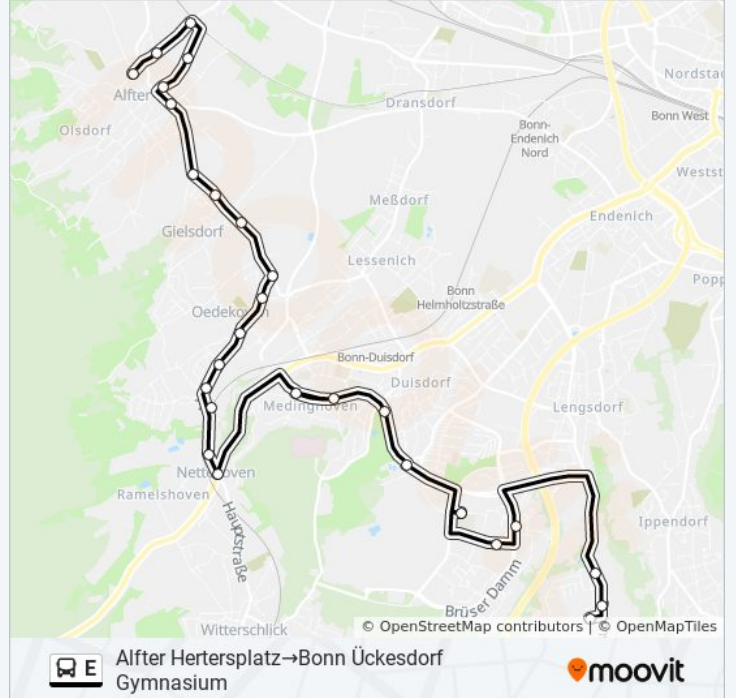 Nordstad
Alfter
Dransdorf
Olsdorf
Bonn West
Bonn-
Endenich
Nord
Westst
Meßdorf
Endenich
Gielsdorf
Lessenich
Popp
Bonn
Helmholtzstraße
Oedekoven
Bonn-Duisdorf
Duisdorf
Medinghoven
Lengsdorf
Nettekoven
Ramelshoven
Hauptstraße
Ippendorf
Brüser Damm
Witterschlick
© OpenStreetMap contributors | © OpenMapTiles
E Alfter Hertersplatz→Bonn Ückesdorf
Gymnasium
moovit